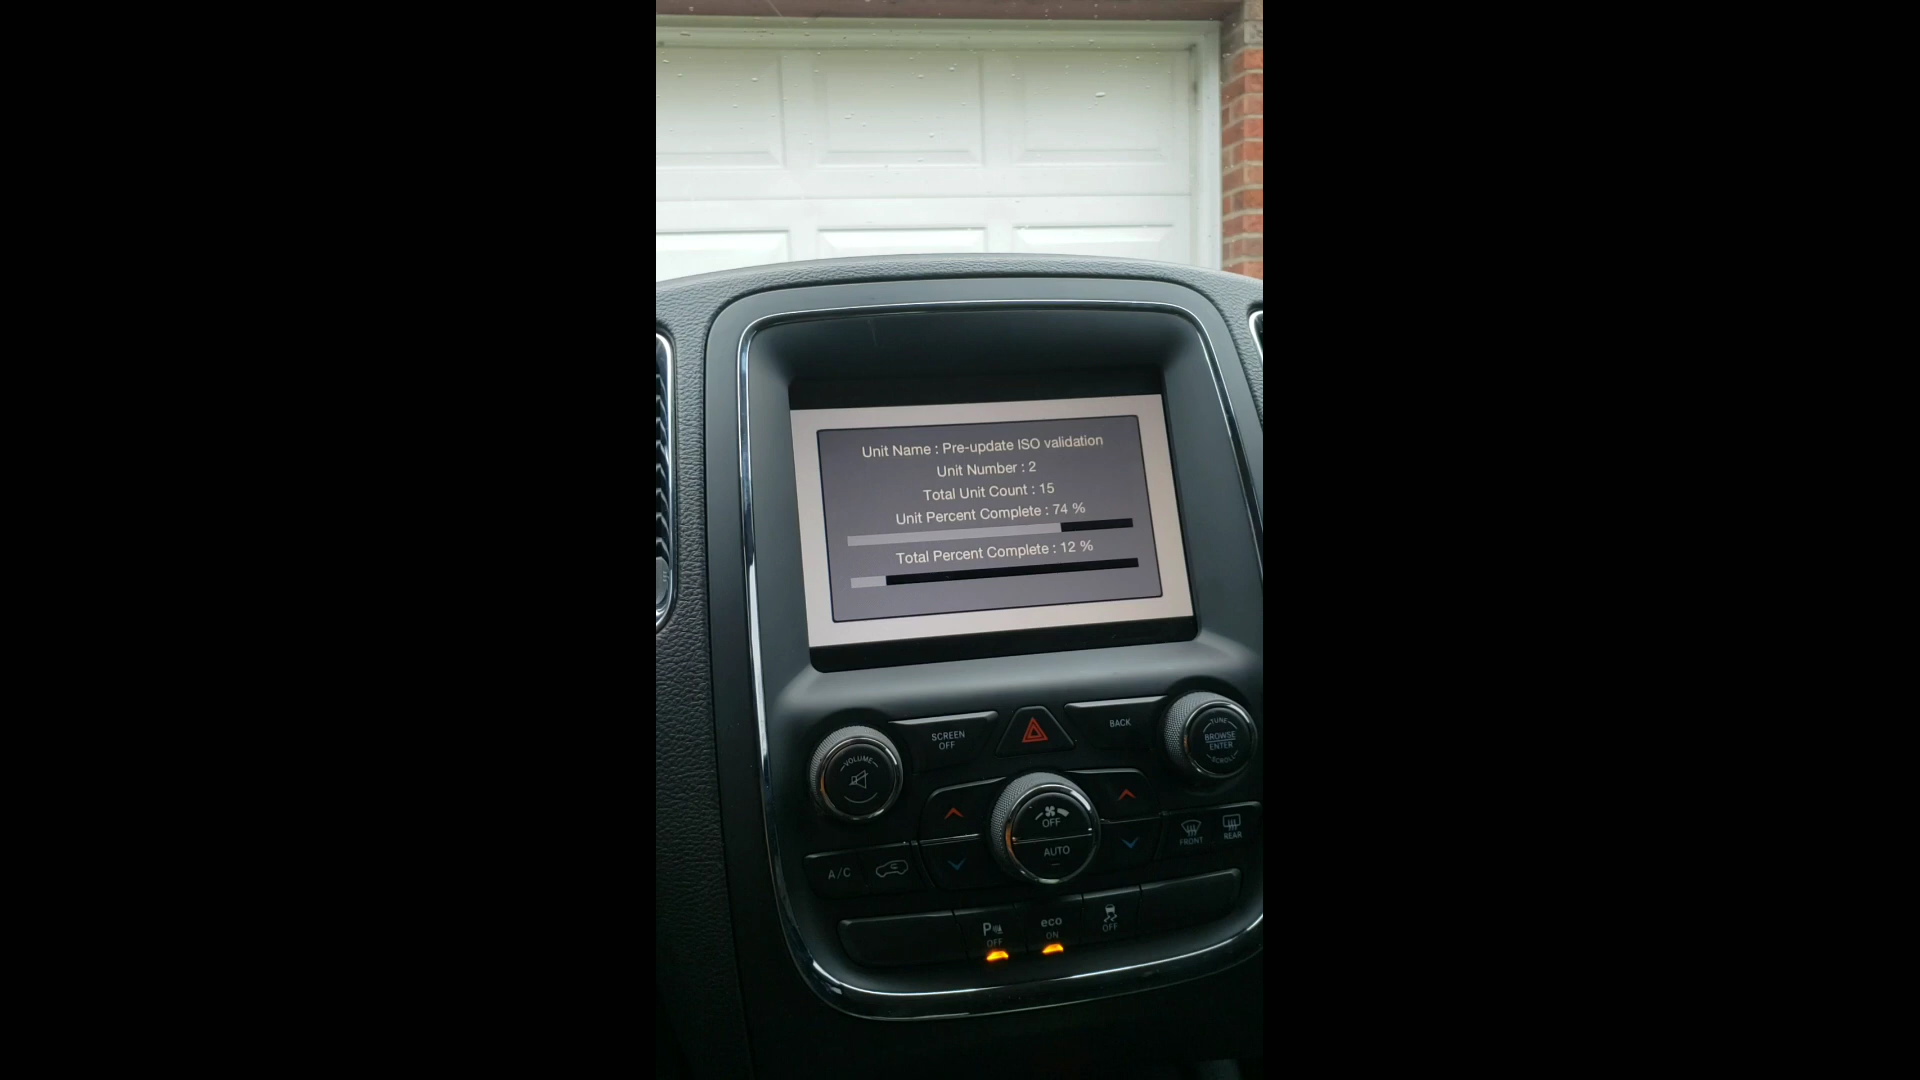 Unit Name : Pre-update ISO validation
Unit Number : 2
Total Unit Count : 15
Unit Percent Complete : 74 %
Total Percent Complete : 12 %
SCREEN
OFF
BACK
VOLUME
TUNE
BROWSE
ENTER
SCROLL
OFF
AUTO
A/C
FRONT
REAR
P
OFF
eco
ON
OFF